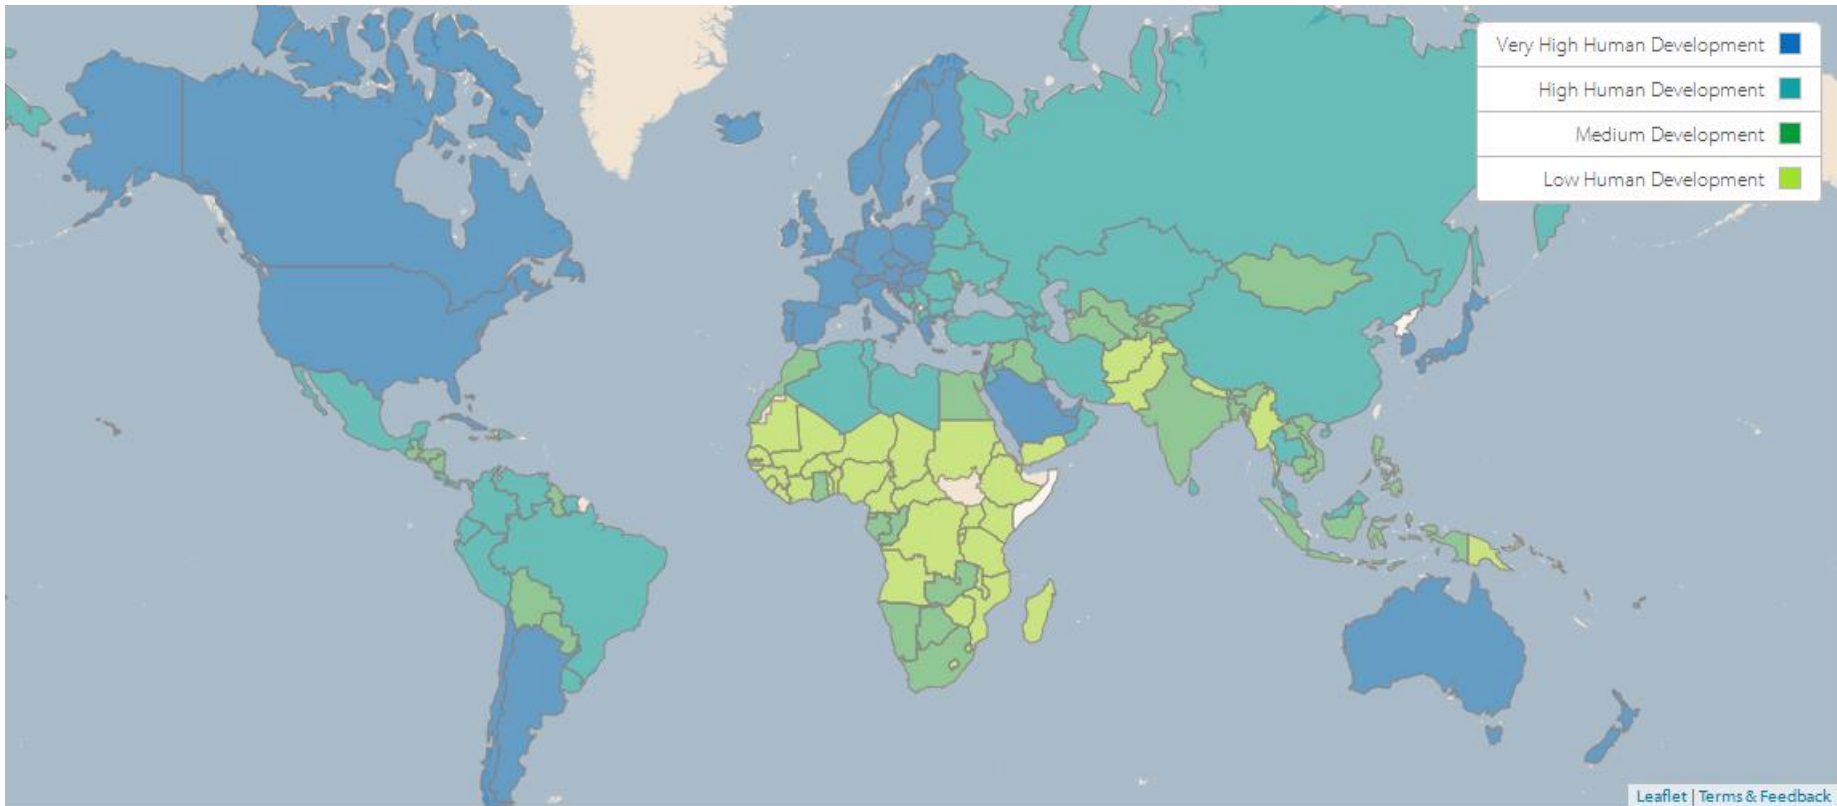 Very High Human Development
High Human Development
Medium Development
Low Human Development
Leaflet | Terms & Feedback